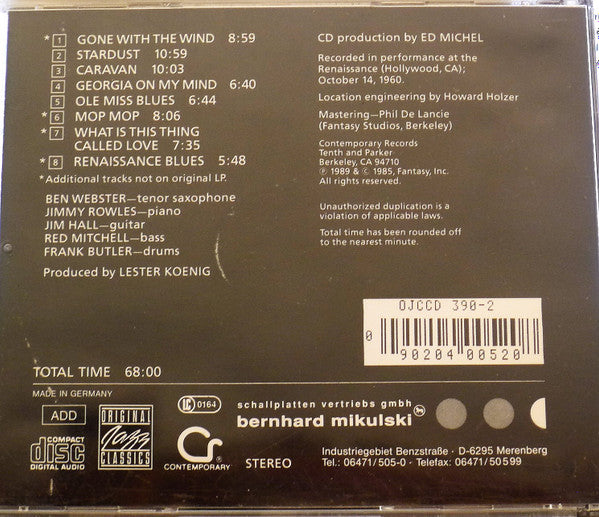 * 1 GONE WITH THE WIND 8:59
2 STARDUST 10:59
3 CARAVAN 10:03
4 GEORGIA ON MY MIND 6:40
5 OLE MISS BLUES 6:44
* 6 MOP MOP 8:06
* 7 WHAT IS THIS THING
CALLED LOVE 7:35
* 8 RENAISSANCE BLUES 5:48
*Additional tracks not on original LP.
BEN WEBSTER—tenor saxophone
JIMMY ROWLES—piano
JIM HALL—guitar
RED MITCHELL—bass
FRANK BUTLER—drums
Produced by LESTER KOENIG
CD production by ED MICHEL
Recorded in performance at the
Renaissance (Hollywood, CA);
October 14, 1960.
Location engineering by Howard Holzer
Mastering—Phil De Lancie
(Fantasy Studios, Berkeley)
Contemporary Records
Tenth and Parker
Berkeley, CA 94710
℗ 1989 & © 1985, Fantasy, Inc.
All rights reserved.
Unauthorized duplication is a
violation of applicable laws.
Total time has been rounded off
to the nearest minute.
OJCCD 390-2
0 90204 00520
TOTAL TIME 68:00
MADE IN GERMANY
ADD
COMPACT
disc
DIGITAL AUDIO
ORIGINAL
Jazz
CLASSICS
LC 0164
Cr
CONTEMPORARY
STEREO
schallplatten vertriebs gmbh
bernhard mikulski
Industriegebiet Benzstraße · D-6295 Merenberg
Tel.: 06471/505-0 · Telefax: 06471/50599